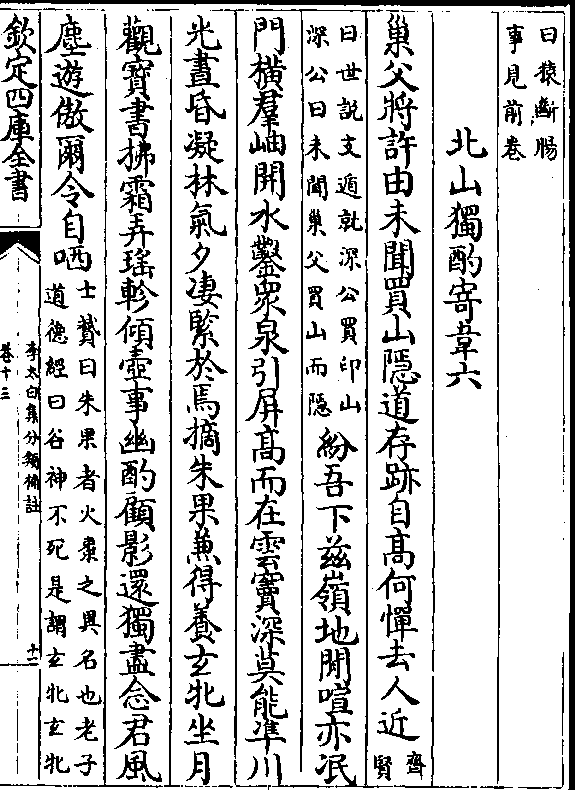 曰猿斷腸
事見前卷
北山獨酌寄韋六
巢父將許由未聞買山隱道存跡自髙何憚去人近齊賢
曰世說支遁就深公買印山
深公曰未聞巢父買山而隱
紛吾下兹嶺地閒喧亦泯
門橫羣岫開水鑿衆泉引屏髙而在雲竇深莫能準川
光晝昏凝林氣夕凄緊於焉摘朱果兼得養玄牝坐月
觀寶書拂霜弄瑤軫傾壺事幽酌顧影還獨盡念君風
塵遊傲爾令自哂
士贇曰朱果者火棗之異名也老子
道德經曰谷神不死是謂玄牝玄牝
欽定四庫全書
李太白集分類補註
卷十三
十二